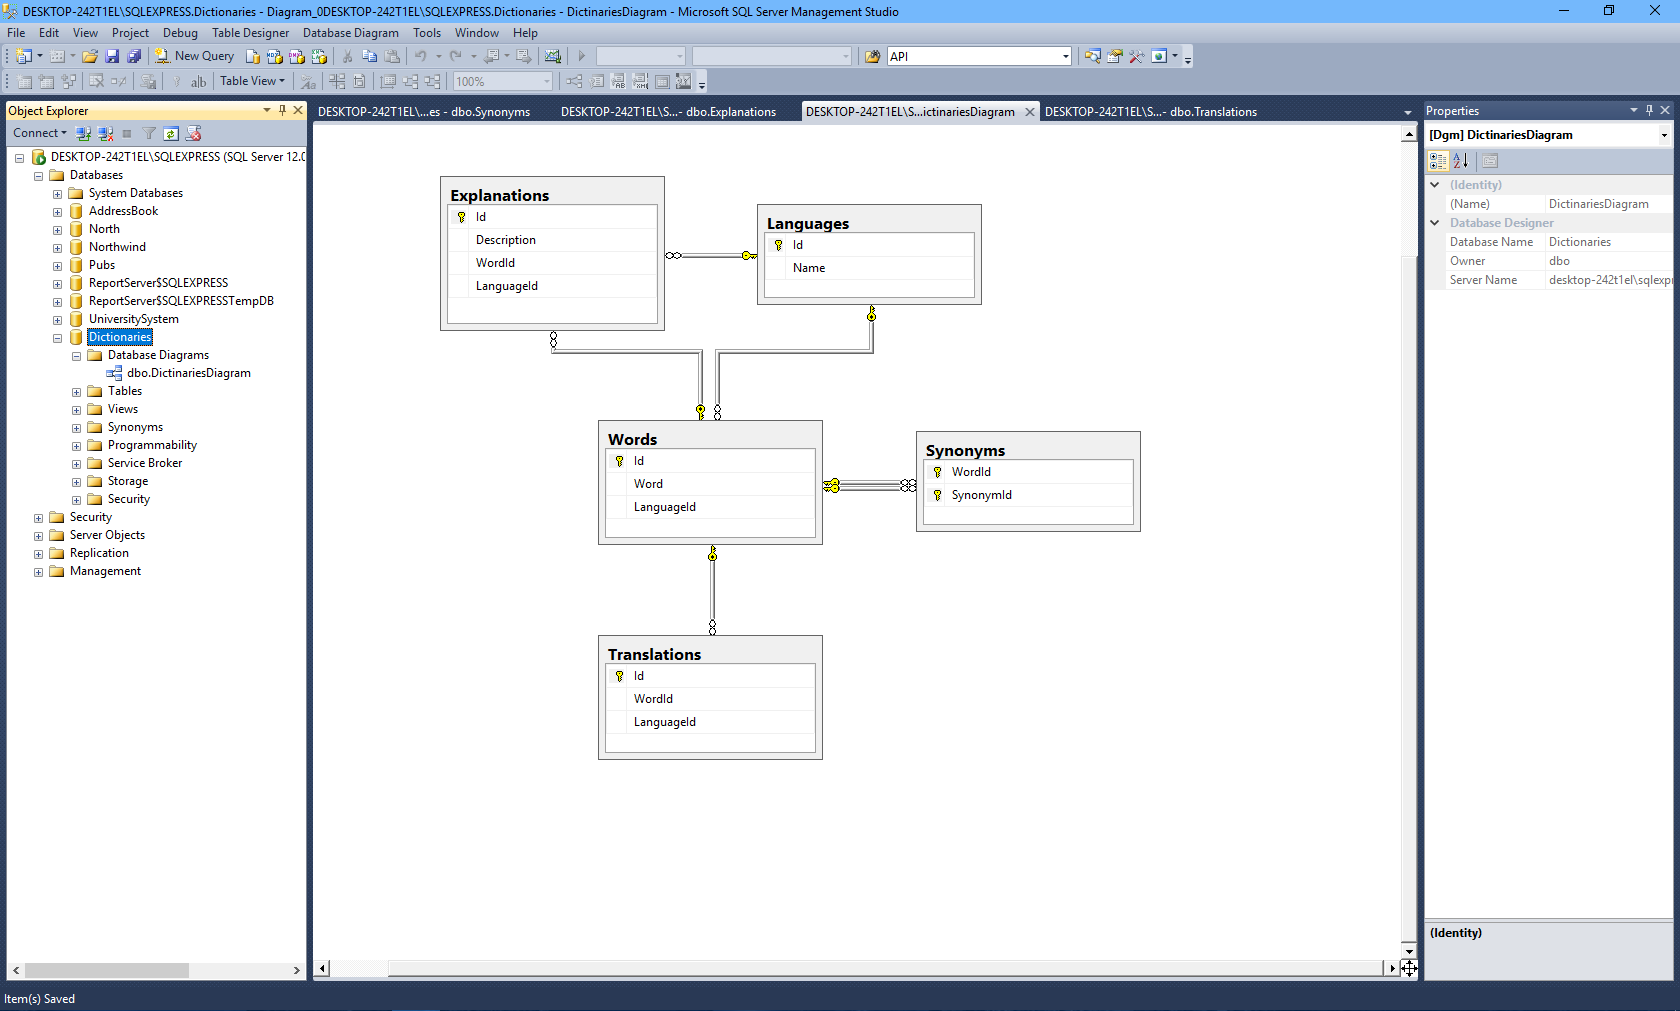 DESKTOP-242T1EL\SQLEXPRESS.Dictionaries - Diagram_0DESKTOP-242T1EL\SQLEXPRESS.Dictionaries - DictinariesDiagram - Microsoft SQL Server Management Studio
File Edit View Project Debug Table Designer Database Diagram Tools Window Help
New Query API
Table View 100%
Object Explorer
Connect
DESKTOP-242T1EL\SQLEXPRESS (SQL Server 12.0
Databases
System Databases
AddressBook
North
Northwind
Pubs
ReportServer$SQLEXPRESS
ReportServer$SQLEXPRESSTempDB
UniversitySystem
Dictionaries
Database Diagrams
dbo.DictinariesDiagram
Tables
Views
Synonyms
Programmability
Service Broker
Storage
Security
Security
Server Objects
Replication
Management
DESKTOP-242T1EL\...es - dbo.Synonyms
DESKTOP-242T1EL\S...- dbo.Explanations
DESKTOP-242T1EL\S...ictinariesDiagram
DESKTOP-242T1EL\S...- dbo.Translations
Explanations
Id
Description
WordId
LanguageId
Languages
Id
Name
Words
Id
Word
LanguageId
Synonyms
WordId
SynonymId
Translations
Id
WordId
LanguageId
Properties
[Dgm] DictinariesDiagram
(Identity)
(Name) DictinariesDiagram
Database Designer
Database Name Dictionaries
Owner dbo
Server Name desktop-242t1el\sqlexpr
(Identity)
Item(s) Saved